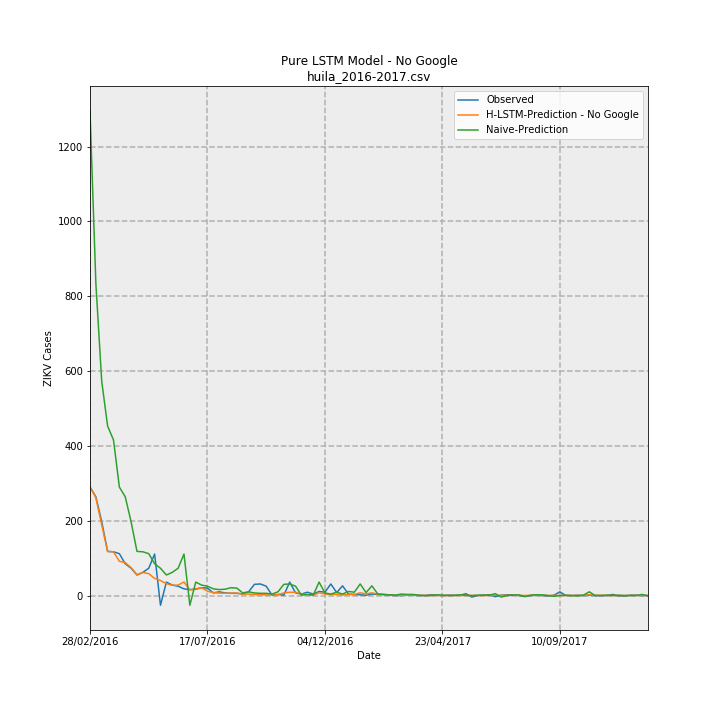 Pure LSTM Model - No Google
huila_2016-2017.csv
Observed
H-LSTM-Prediction - No Google
Naive-Prediction
ZIKV Cases
1200
1000
800
600
400
200
0
28/02/2016
17/07/2016
04/12/2016
23/04/2017
10/09/2017
Date